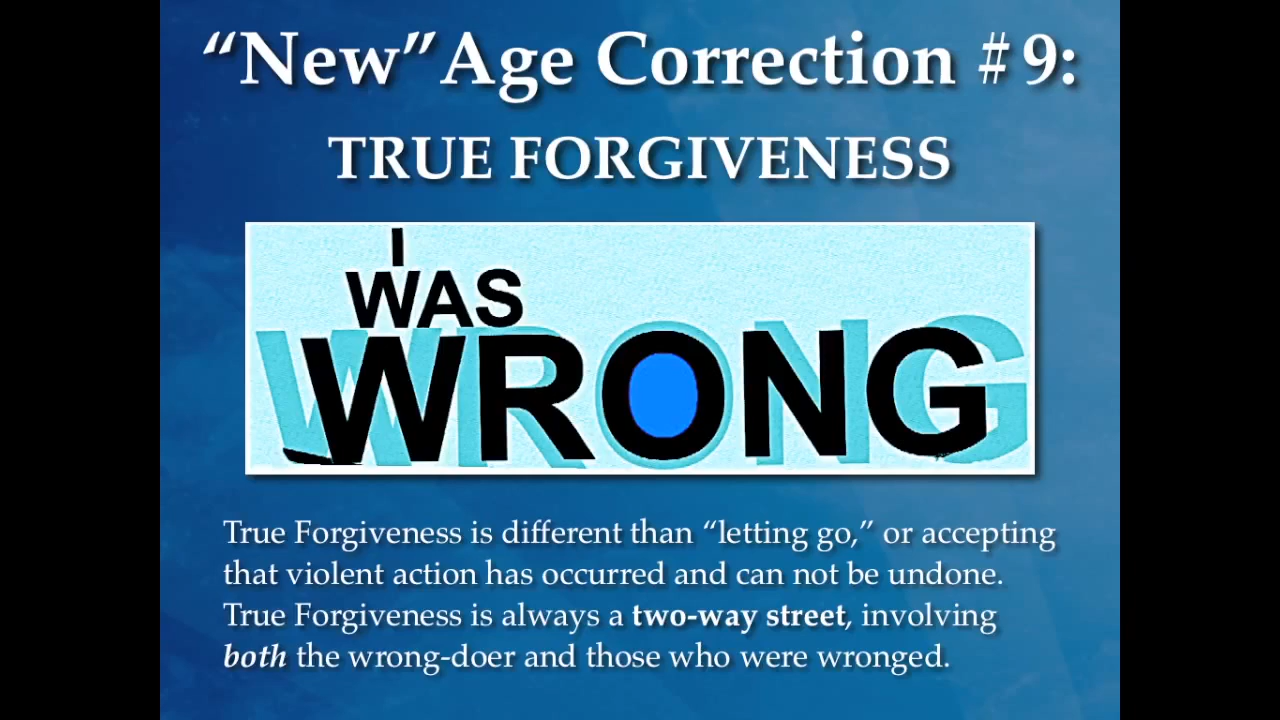 “New”Age Correction #9:
TRUE FORGIVENESS
I
WAS
WRONG
True Forgiveness is different than “letting go,” or accepting
that violent action has occurred and can not be undone.
True Forgiveness is always a two-way street, involving
both the wrong-doer and those who were wronged.